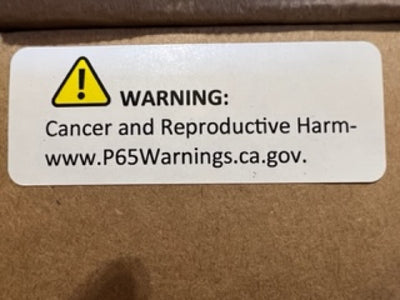 WARNING:
Cancer and Reproductive Harm-
www.P65Warnings.ca.gov.